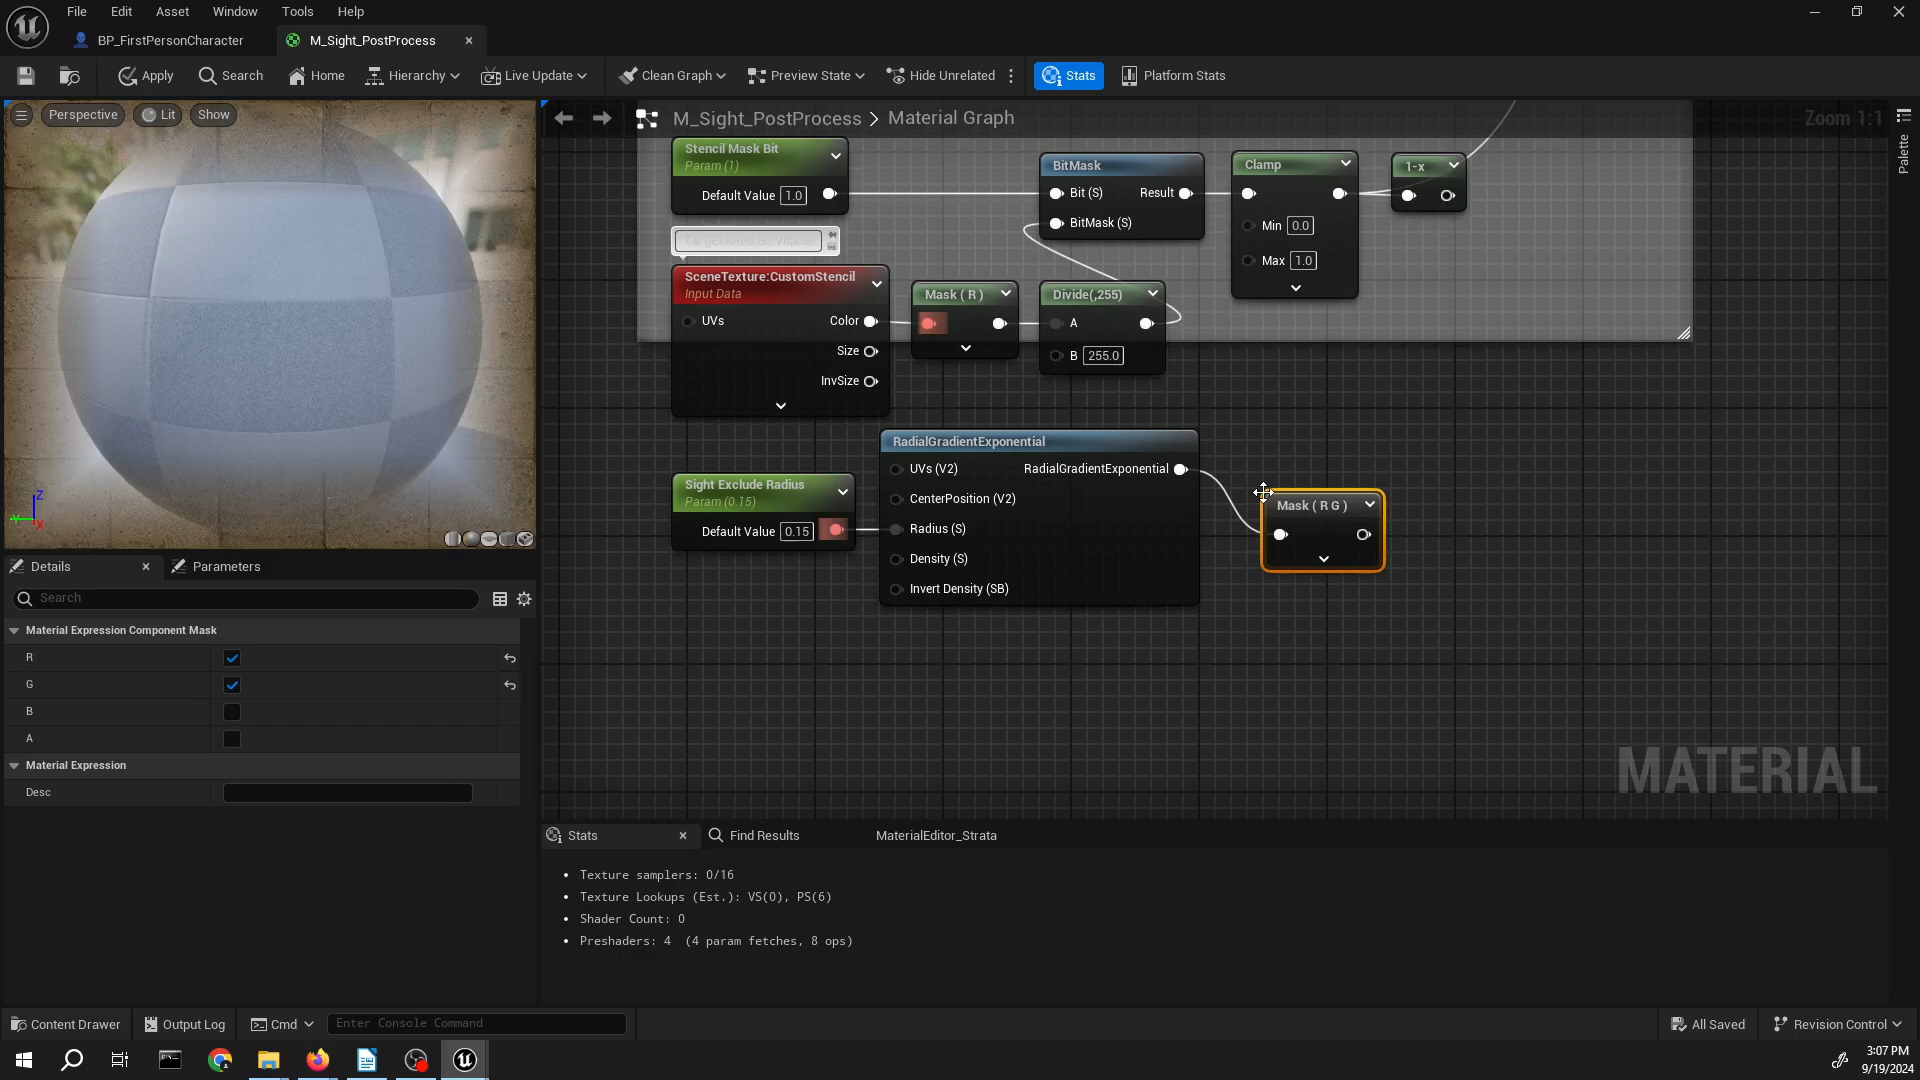 File Edit Asset Window Tools Help
BP_FirstPersonCharacter
M_Sight_PostProcess
Apply Search Home Hierarchy Live Update Clean Graph Preview State Hide Unrelated Stats Platform Stats
Perspective Lit Show
M_Sight_PostProcess > Material Graph
Zoom 1:1
Palette
Stencil Mask Bit
Param (1)
Default Value 1.0
BitMask
Bit (S) Result
BitMask (S)
Clamp
Min 0.0
Max 1.0
1-x
SceneTexture:CustomStencil
Input Data
UVs Color
Size
InvSize
Mask ( R )
Divide(,255)
A
B 255.0
Sight Exclude Radius
Param (0.15)
Default Value 0.15
RadialGradientExponential
UVs (V2) RadialGradientExponential
CenterPosition (V2)
Radius (S)
Density (S)
Invert Density (SB)
Mask ( R G )
MATERIAL
Z
Y
X
Details Parameters
Search
Material Expression Component Mask
R
G
B
A
Material Expression
Desc
Stats Find Results MaterialEditor_Strata
Texture samplers: 0/16
Texture Lookups (Est.): VS(0), PS(6)
Shader Count: 0
Preshaders: 4 (4 param fetches, 8 ops)
Content Drawer Output Log Cmd Enter Console Command All Saved Revision Control
3:07 PM
9/19/2024